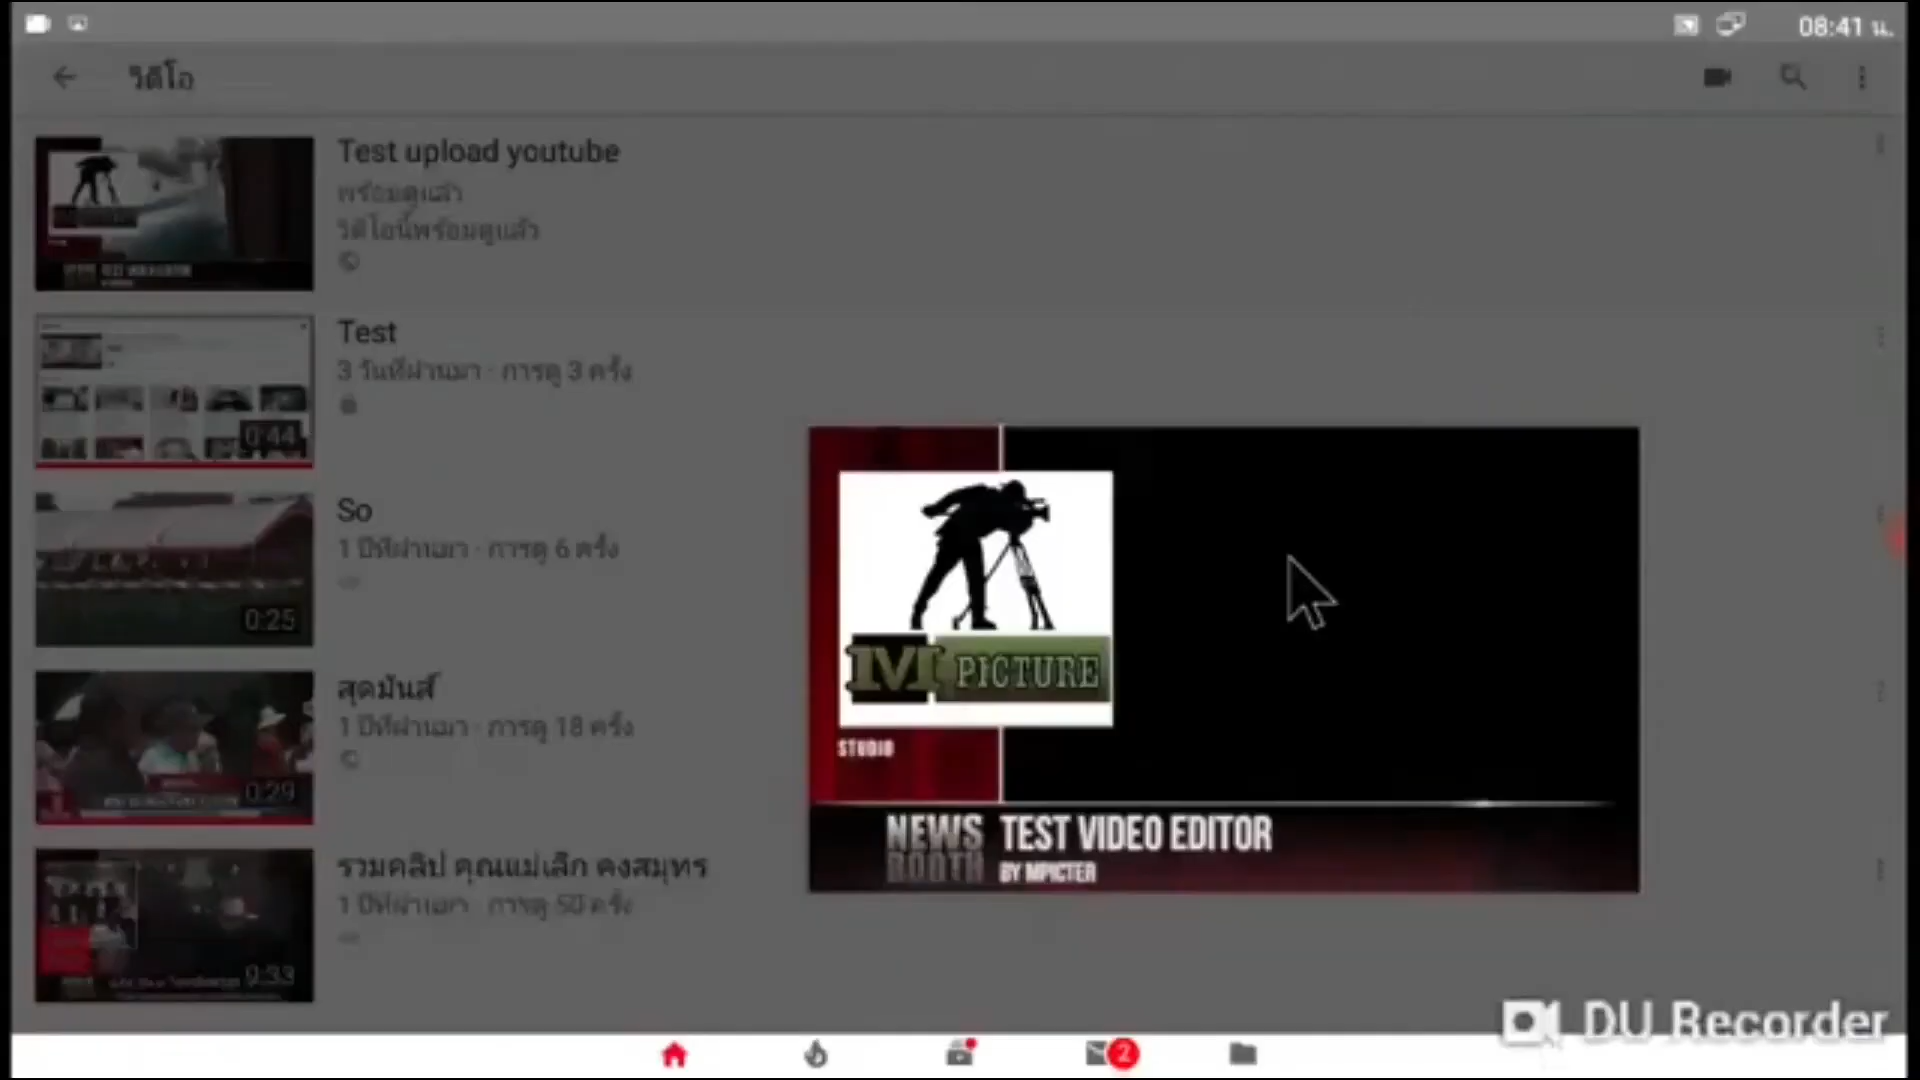 08:41 น.
วิดีโอ
Test upload youtube
พร้อมดูแล้ว
วิดีโอนี้พร้อมดูแล้ว
Test
3 วันที่ผ่านมา · การดู 3 ครั้ง
0:44
So
1 ปีที่ผ่านมา · การดู 6 ครั้ง
0:25
สุดมันส์
1 ปีที่ผ่านมา · การดู 18 ครั้ง
0:29
รวมคลิป คุณแม่เล็ก คงสมุทร
1 ปีที่ผ่านมา · การดู 50 ครั้ง
9:33
M PICTURE
STUDIO
NEWS BOOTH
TEST VIDEO EDITOR
BY MPICTER
2
DU Recorder